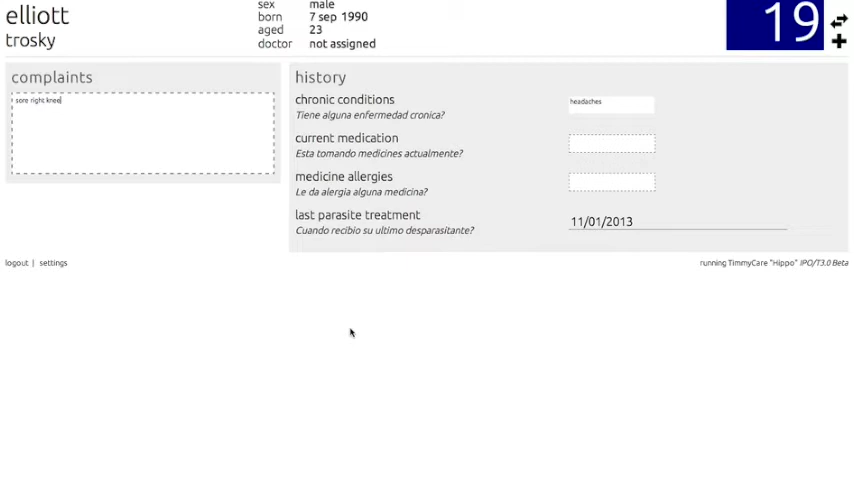 elliott
trosky
sex male
born 7 sep 1990
aged 23
doctor not assigned
19
complaints
sore right knee
history
chronic conditions
headaches
Tiene alguna enfermedad cronica?
current medication
Esta tomando medicines actualmente?
medicine allergies
Le da alergia alguna medicina?
last parasite treatment
11/01/2013
Cuando recibio su ultimo desparasitante?
logout | settings
running TimmyCare "Hippo" IPO/T3.0 Beta